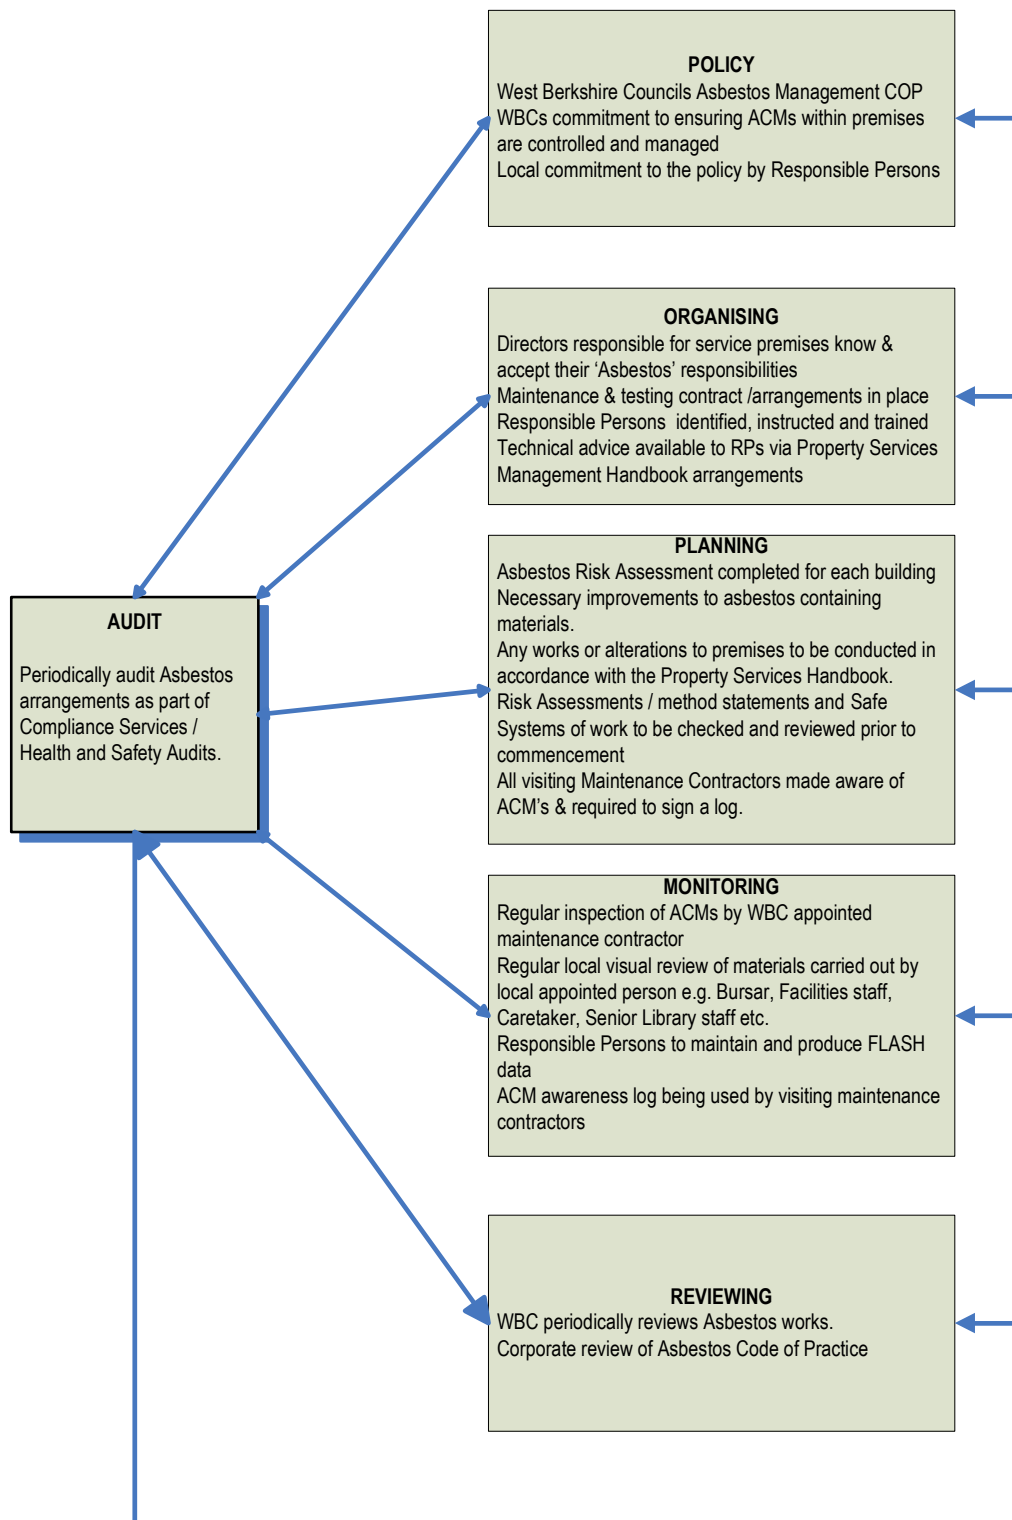 POLICY
West Berkshire Councils Asbestos Management COP
WBCs commitment to ensuring ACMs within premises
are controlled and managed
Local commitment to the policy by Responsible Persons
ORGANISING
Directors responsible for service premises know &
accept their ‘Asbestos’ responsibilities
Maintenance & testing contract /arrangements in place
Responsible Persons  identified, instructed and trained
Technical advice available to RPs via Property Services
Management Handbook arrangements
PLANNING
Asbestos Risk Assessment completed for each building
Necessary improvements to asbestos containing
materials.
Any works or alterations to premises to be conducted in
accordance with the Property Services Handbook.
Risk Assessments / method statements and Safe
Systems of work to be checked and reviewed prior to
commencement
All visiting Maintenance Contractors made aware of
ACM’s & required to sign a log.
AUDIT
Periodically audit Asbestos
arrangements as part of
Compliance Services /
Health and Safety Audits.
MONITORING
Regular inspection of ACMs by WBC appointed
maintenance contractor
Regular local visual review of materials carried out by
local appointed person e.g. Bursar, Facilities staff,
Caretaker, Senior Library staff etc.
Responsible Persons to maintain and produce FLASH
data
ACM awareness log being used by visiting maintenance
contractors
REVIEWING
WBC periodically reviews Asbestos works.
Corporate review of Asbestos Code of Practice